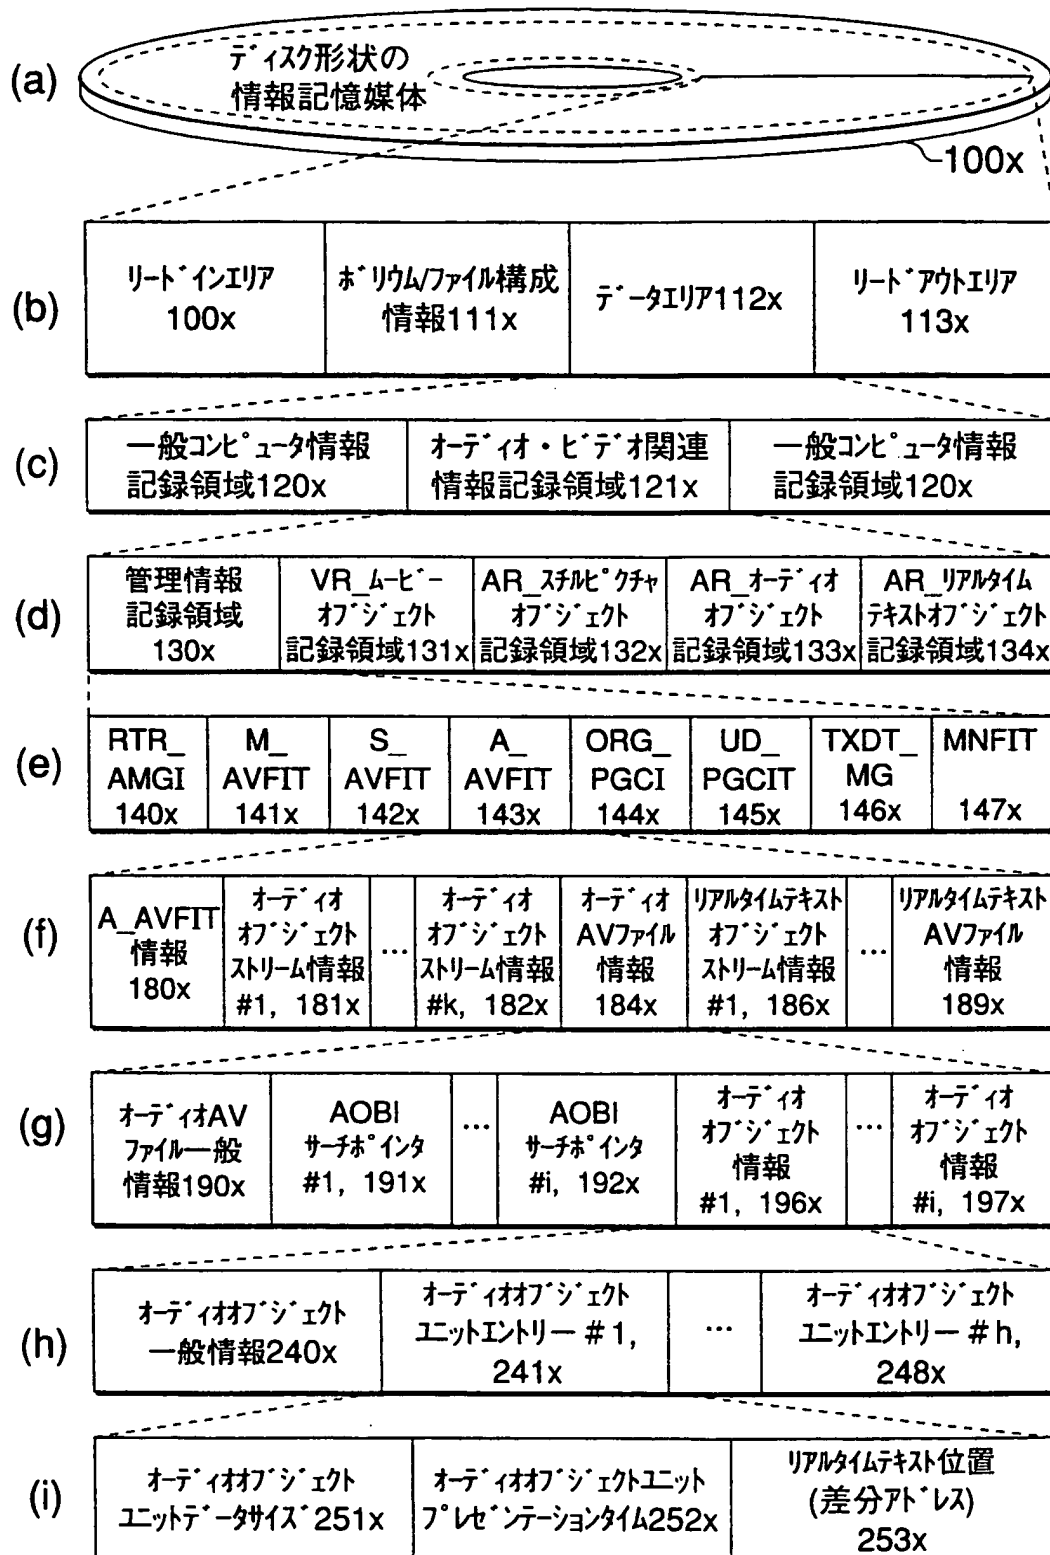 (a)
ディスク形状の
情報記憶媒体
100x
(b)
リードインエリア
100x
ボリウム/ファイル構成
情報111x
データエリア112x
リードアウトエリア
113x
(c)
一般コンピュータ情報
記録領域120x
オーディオ・ビデオ関連
情報記録領域121x
一般コンピュータ情報
記録領域120x
(d)
管理情報
記録領域
130x
VR_ムービー
オブジェクト
記録領域131x
AR_スチルピクチャ
オブジェクト
記録領域132x
AR_オーディオ
オブジェクト
記録領域133x
AR_リアルタイム
テキストオブジェクト
記録領域134x
(e)
RTR_
AMGI
140x
M_
AVFIT
141x
S_
AVFIT
142x
A_
AVFIT
143x
ORG_
PGCI
144x
UD_
PGCIT
145x
TXDT_
MG
146x
MNFIT
147x
(f)
A_AVFIT
情報
180x
オーディオ
オブジェクト
ストリーム情報
#1, 181x
…
オーディオ
オブジェクト
ストリーム情報
#k, 182x
オーディオ
AVファイル
情報
184x
リアルタイムテキスト
オブジェクト
ストリーム情報
#1, 186x
…
リアルタイムテキスト
AVファイル
情報
189x
(g)
オーディオAV
ファイル一般
情報190x
AOBI
サーチポインタ
#1, 191x
…
AOBI
サーチポインタ
#i, 192x
オーディオ
オブジェクト
情報
#1, 196x
…
オーディオ
オブジェクト
情報
#i, 197x
(h)
オーディオオブジェクト
一般情報240x
オーディオオブジェクト
ユニットエントリー #1,
241x
…
オーディオオブジェクト
ユニットエントリー #h,
248x
(i)
オーディオオブジェクト
ユニットデータサイズ251x
オーディオオブジェクトユニット
プレゼンテーションタイム252x
リアルタイムテキスト位置
(差分アドレス)
253x